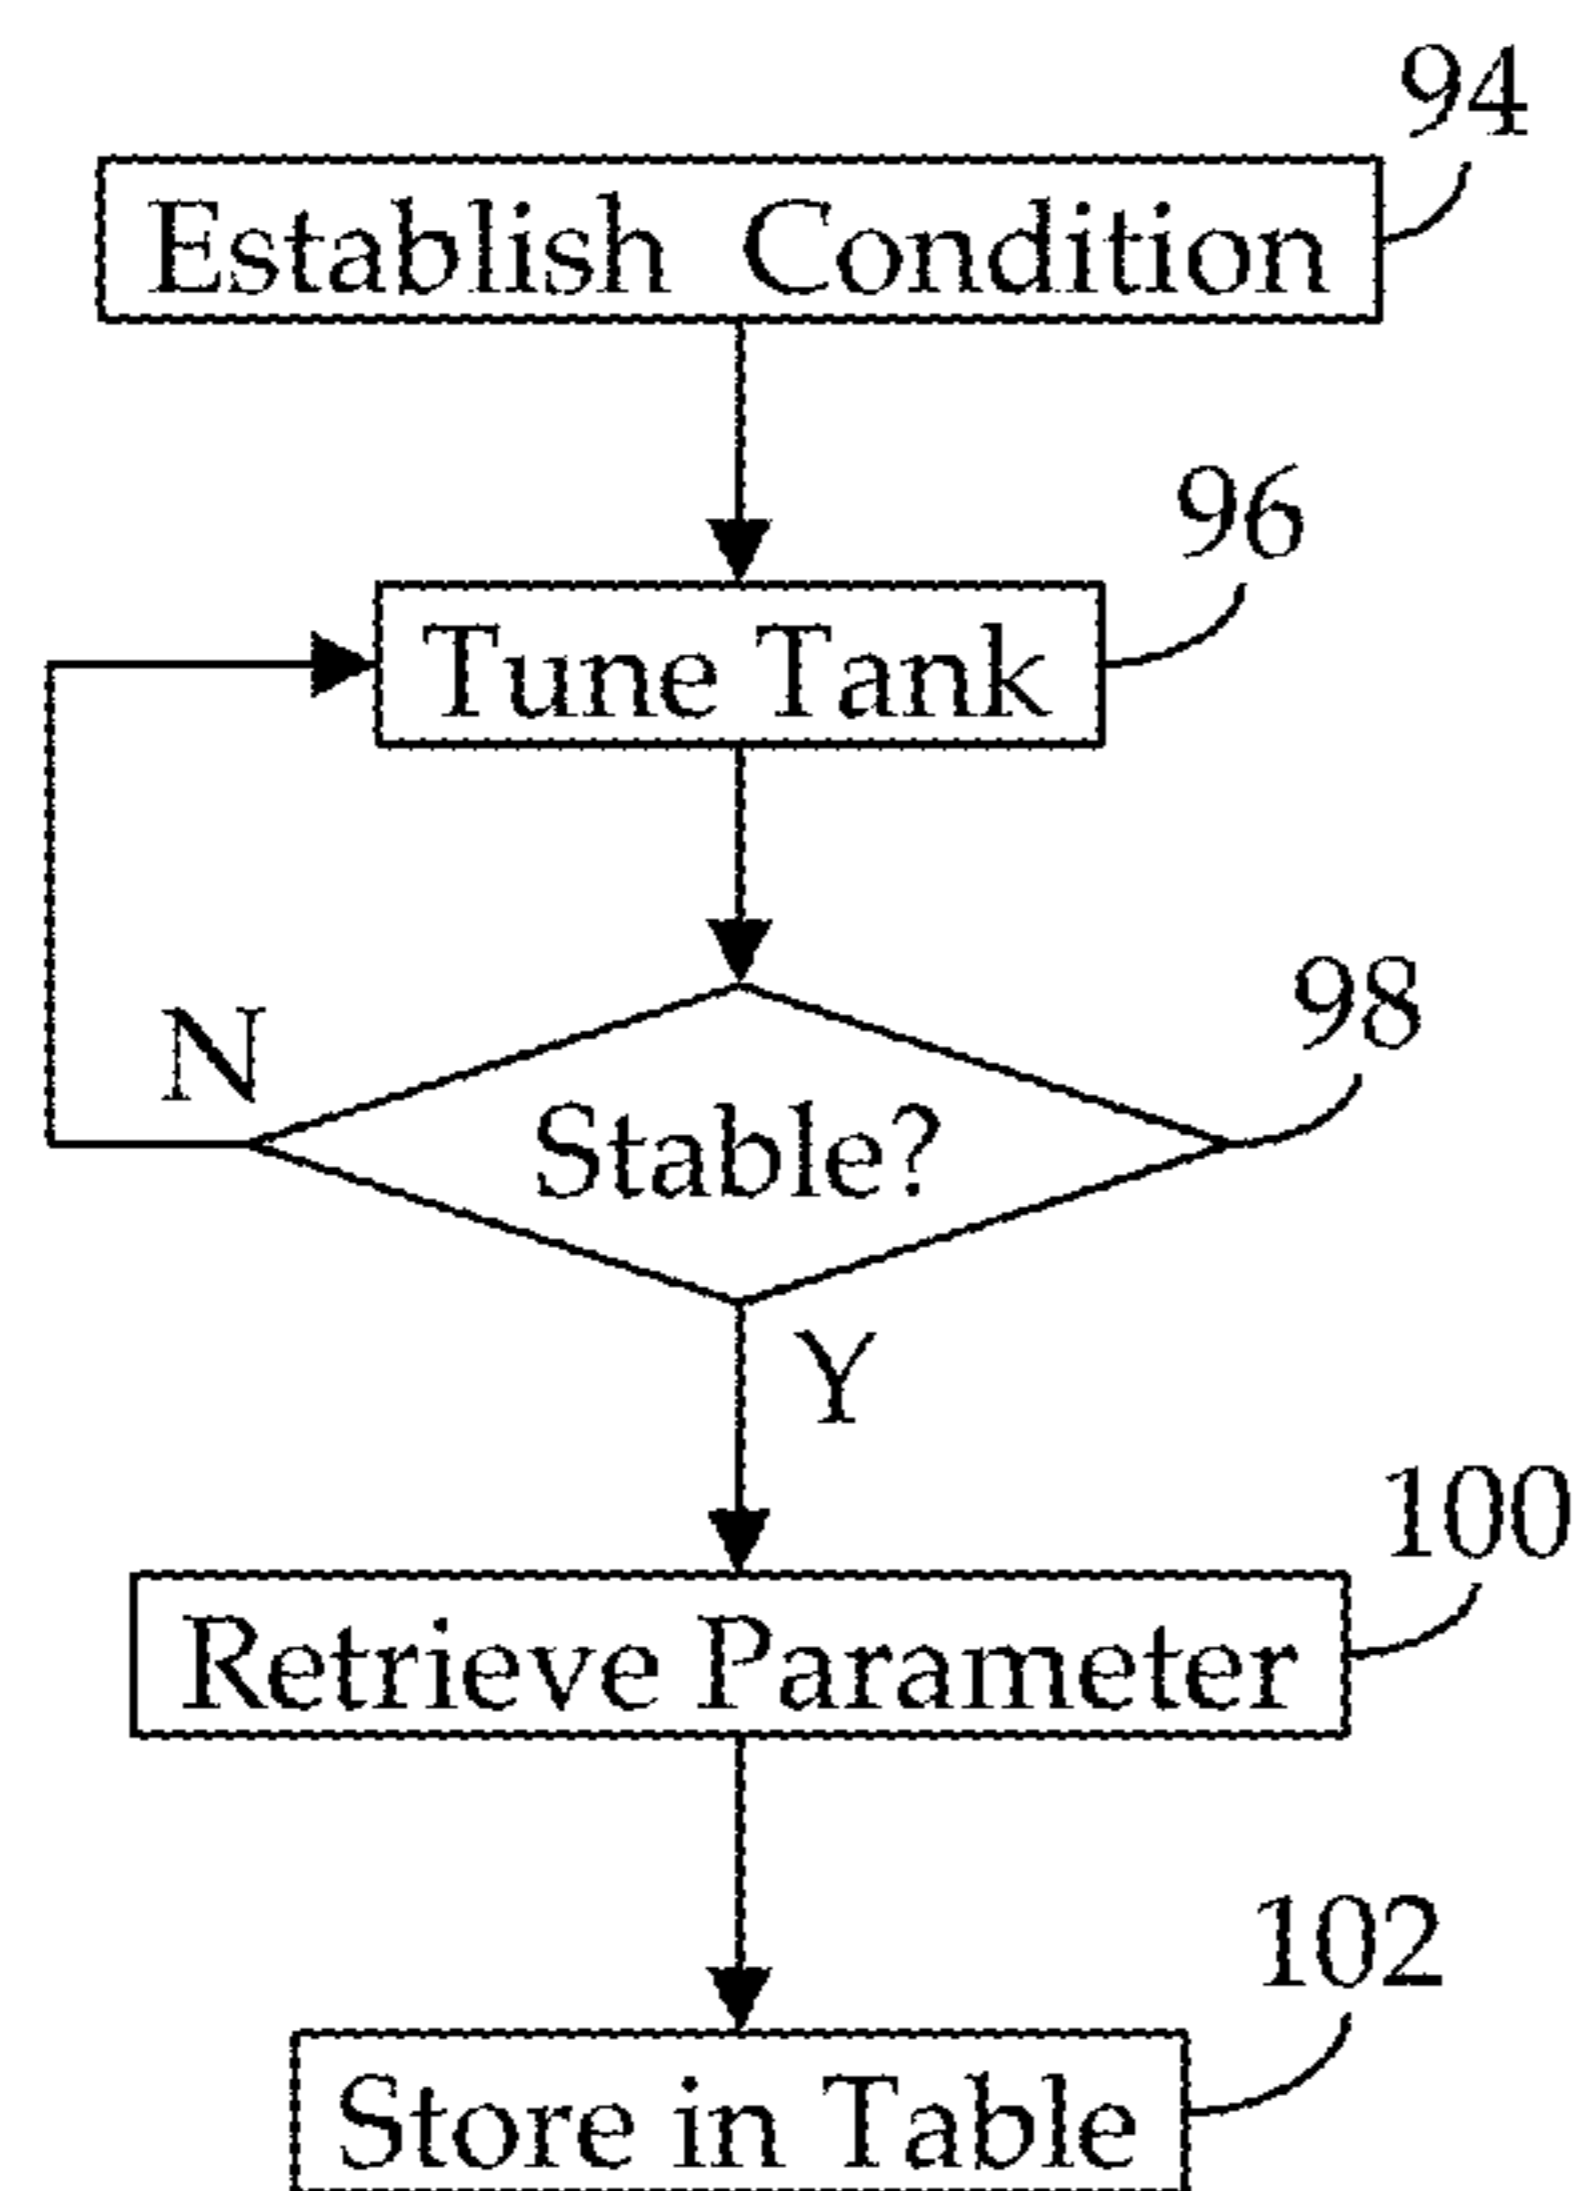 94
Establish Condition
96
Tune Tank
98
N
Stable?
Y
100
Retrieve Parameter
102
Store in Table